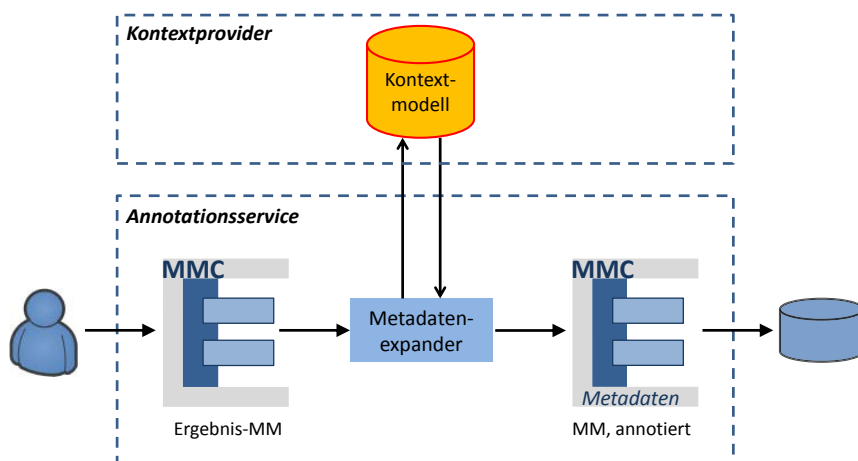 Kontextprovider
Kontext-
modell
Annotationsservice
MMC
MMC
Metadaten-
expander
Metadaten
Ergebnis-MM
MM, annotiert